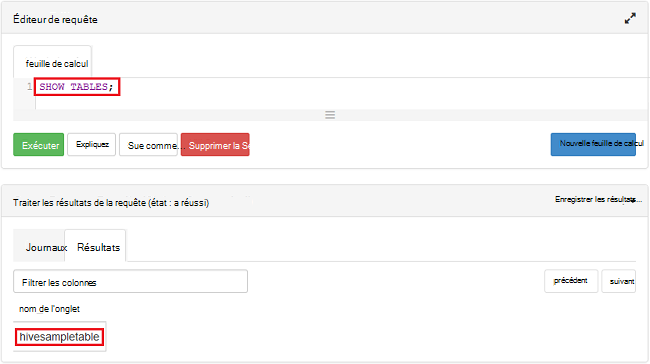 Éditeur de requête
feuille de calcul
1 SHOW TABLES;
Exécuter Expliquez Sue comme... Supprimer la Se Nouvelle feuille de calcul
Traiter les résultats de la requête (état : a réussi) Enregistrer les résultats...
Journaux Résultats
Filtrer les colonnes précédent suivant
nom de l'onglet
hivesampletable